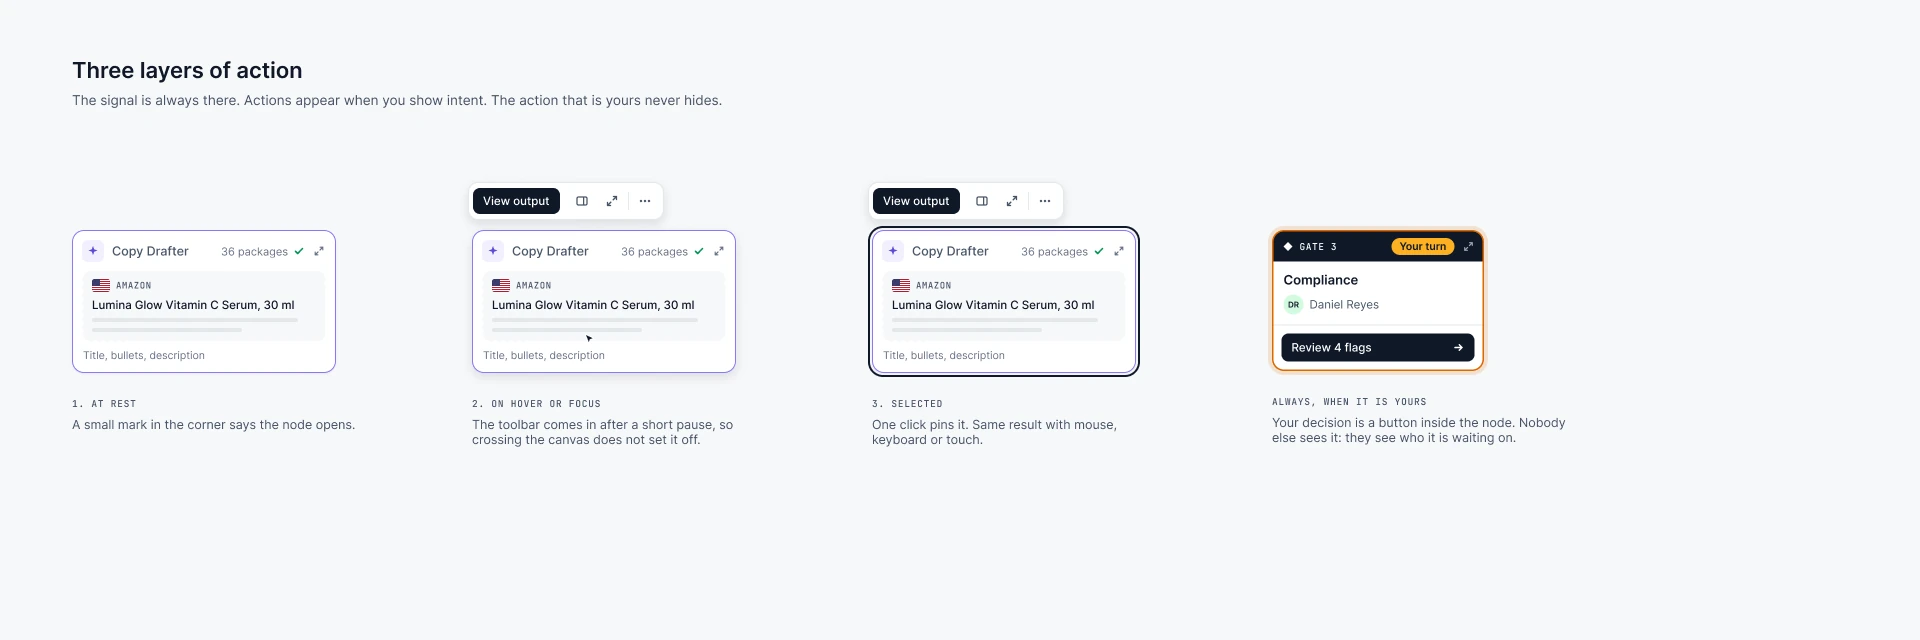 Three layers of action
The signal is always there. Actions appear when you show intent. The action that is yours never hides.
Copy Drafter 36 packages
AMAZON
Lumina Glow Vitamin C Serum, 30 ml
Title, bullets, description
1. AT REST
A small mark in the corner says the node opens.
View output
Copy Drafter 36 packages
AMAZON
Lumina Glow Vitamin C Serum, 30 ml
Title, bullets, description
2. ON HOVER OR FOCUS
The toolbar comes in after a short pause, so
crossing the canvas does not set it off.
View output
Copy Drafter 36 packages
AMAZON
Lumina Glow Vitamin C Serum, 30 ml
Title, bullets, description
3. SELECTED
One click pins it. Same result with mouse,
keyboard or touch.
GATE 3 Your turn
Compliance
DR Daniel Reyes
Review 4 flags
ALWAYS, WHEN IT IS YOURS
Your decision is a button inside the node. Nobody
else sees it: they see who it is waiting on.